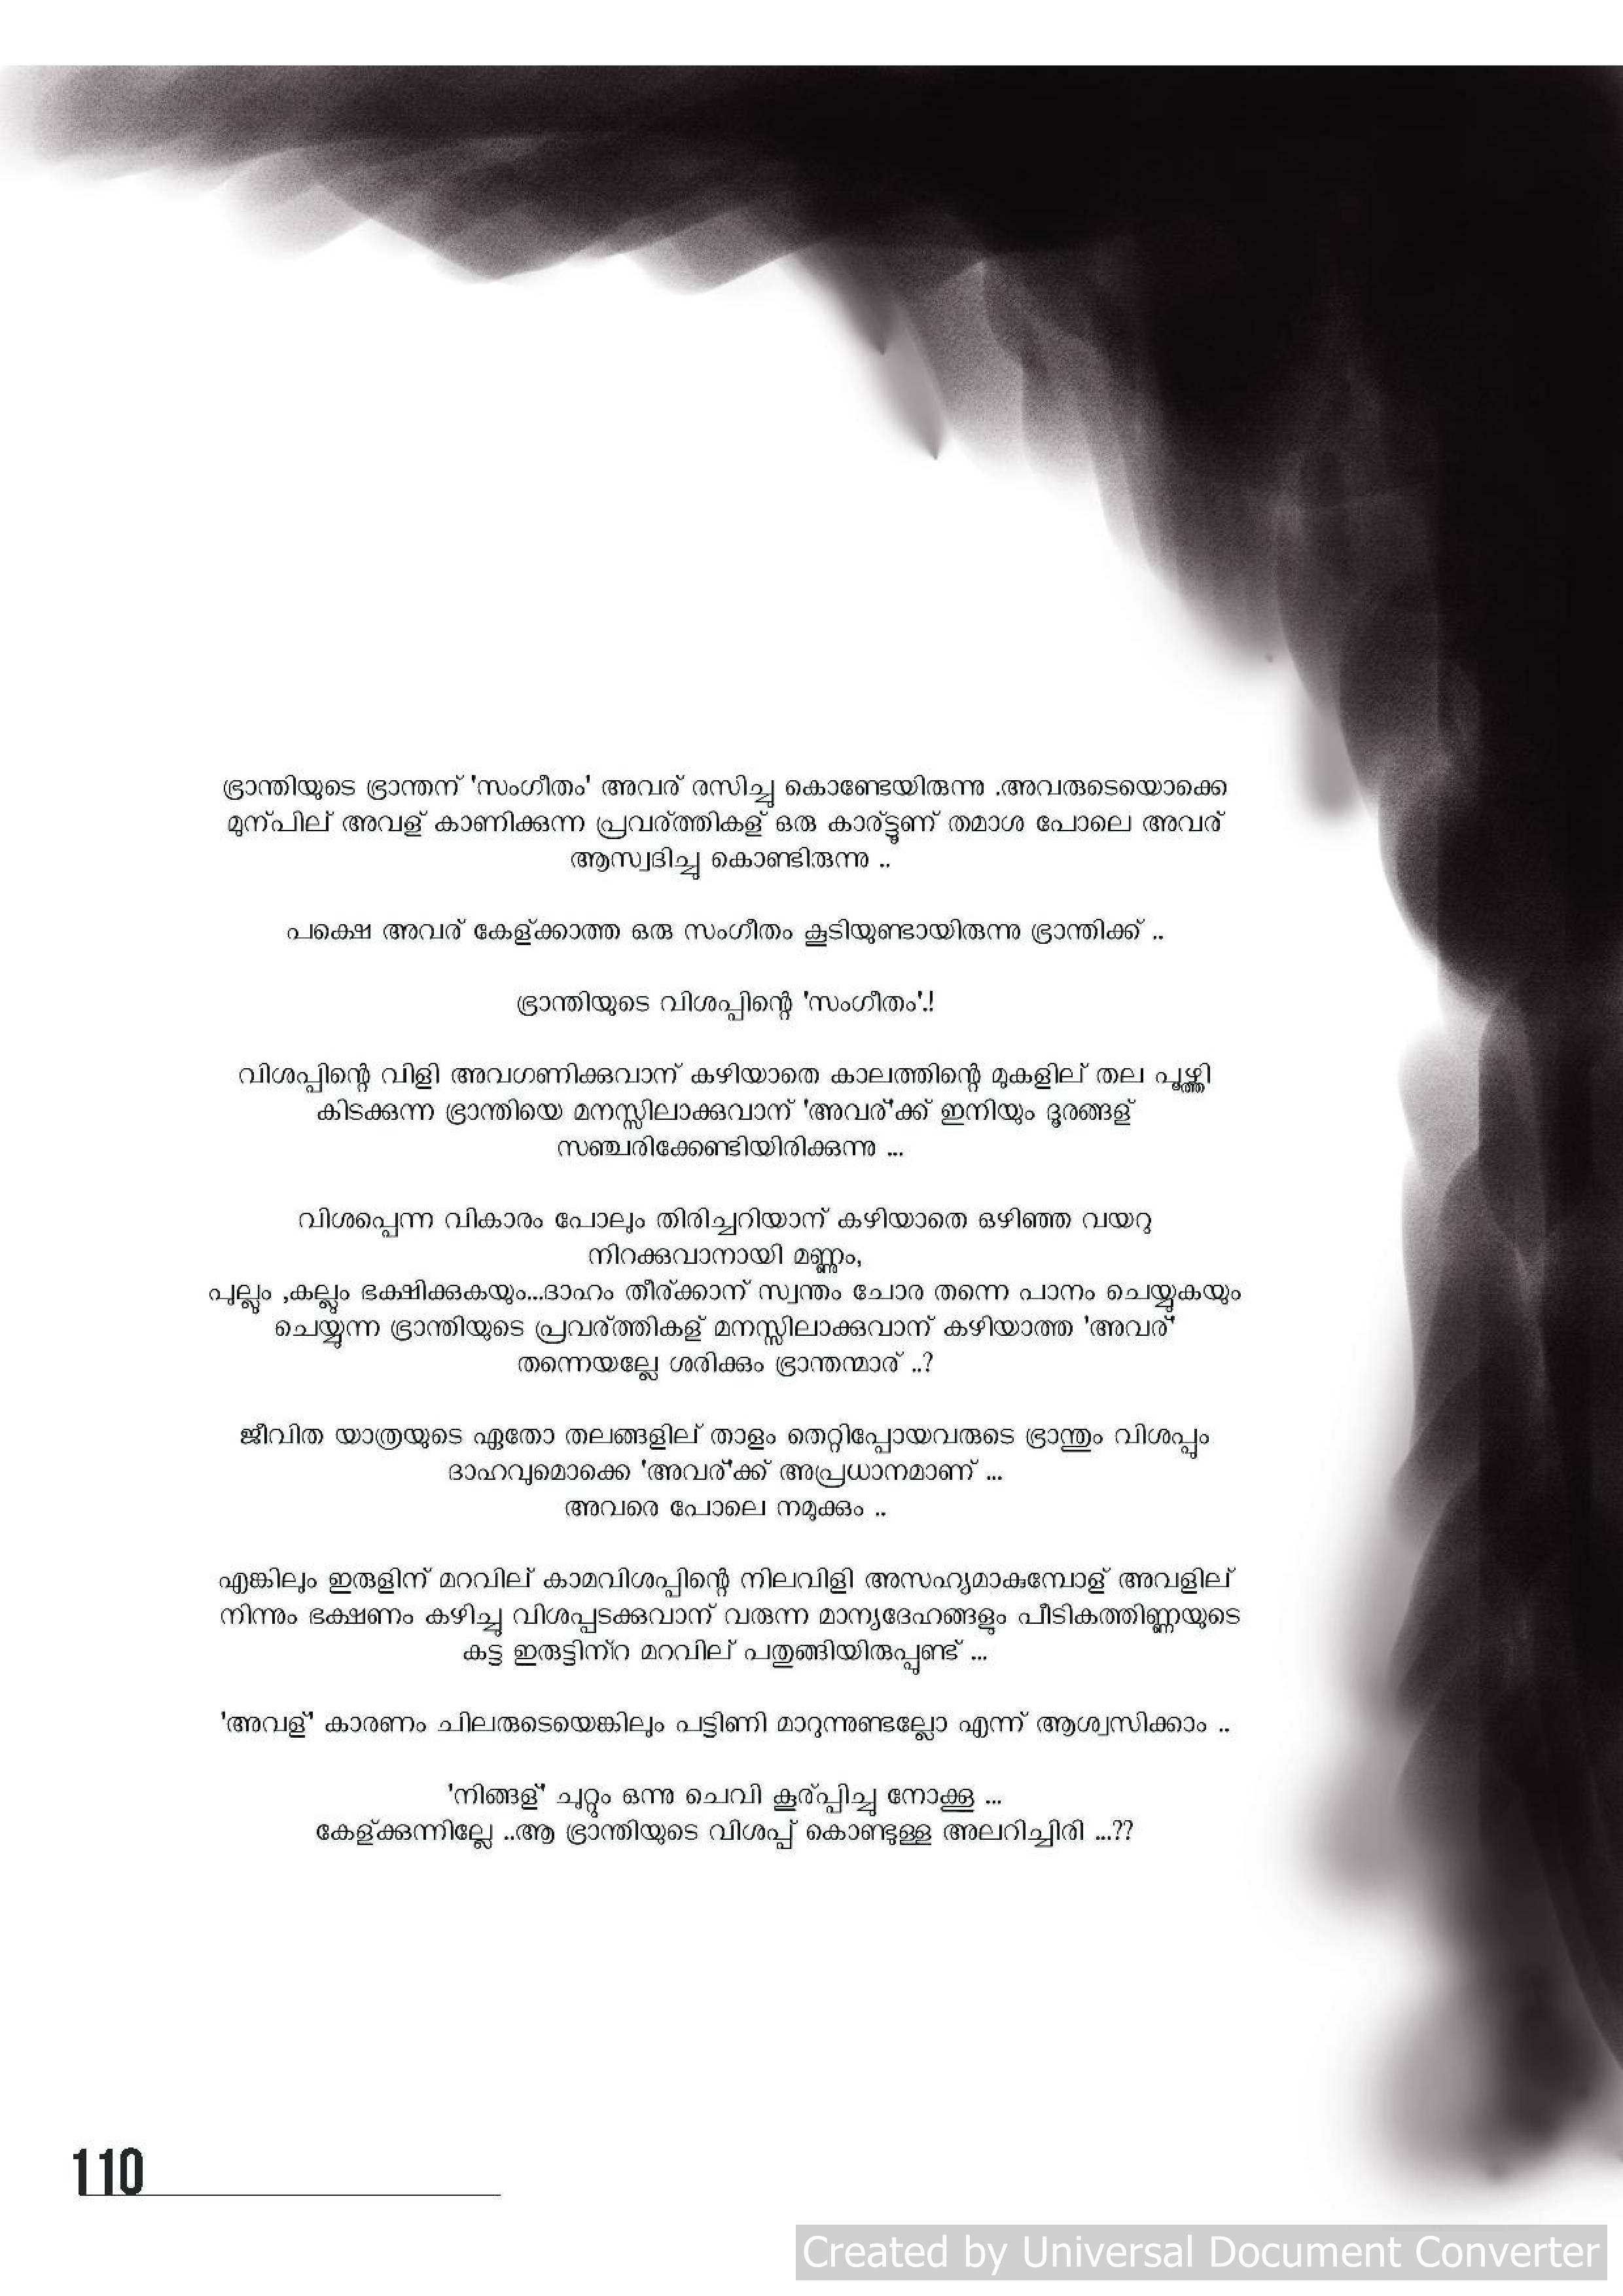 ഭ്രാന്തിയുടെ ഭ്രാന്തന് 'സംഗീതം' അവര് രസിച്ചു കൊണ്ടേയിരുന്നു .അവരുടെയൊക്കെ
മുന്പില് അവള് കാണിക്കുന്ന പ്രവര്ത്തികള് ഒരു കാര്ട്ടൂണ് തമാശ പോലെ അവര്
ആസ്വദിച്ചു കൊണ്ടിരുന്നു ..
പക്ഷെ അവര് കേള്ക്കാത്ത ഒരു സംഗീതം കൂടിയുണ്ടായിരുന്നു ഭ്രാന്തിക്ക് ..
ഭ്രാന്തിയുടെ വിശപ്പിന്റെ 'സംഗീതം'.!
വിശപ്പിന്റെ വിളി അവഗണിക്കുവാന് കഴിയാതെ കാലത്തിന്റെ മുകളില് തല പൂഴ്ത്തി
കിടക്കുന്ന ഭ്രാന്തിയെ മനസ്സിലാക്കുവാന് 'അവര്'ക്ക് ഇനിയും ദൂരങ്ങള്
സഞ്ചരിക്കേണ്ടിയിരിക്കുന്നു ...
വിശപ്പെന്ന വികാരം പോലും തിരിച്ചറിയാന് കഴിയാതെ ഒഴിഞ്ഞ വയറു
നിറക്കുവാനായി മണ്ണും,
പുല്ലും ,കല്ലും ഭക്ഷിക്കുകയും...ദാഹം തീര്ക്കാന് സ്വന്തം ചോര തന്നെ പാനം ചെയ്യുകയും
ചെയ്യുന്ന ഭ്രാന്തിയുടെ പ്രവര്ത്തികള് മനസ്സിലാക്കുവാന് കഴിയാത്ത 'അവര്'
തന്നെയല്ലേ ശരിക്കും ഭ്രാന്തന്മാര് ..?
ജീവിത യാത്രയുടെ ഏതോ തലങ്ങളില് താളം തെറ്റിപ്പോയവരുടെ ഭ്രാന്തും വിശപ്പും
ദാഹവുമൊക്കെ 'അവര്'ക്ക് അപ്രധാനമാണ് ...
അവരെ പോലെ നമുക്കും ..
എങ്കിലും ഇരുളിന് മറവില് കാമവിശപ്പിന്റെ നിലവിളി അസഹ്യമാകുമ്പോള് അവളില്
നിന്നും ഭക്ഷണം കഴിച്ചു വിശപ്പടക്കുവാന് വരുന്ന മാന്യദേഹങ്ങളും പീടികത്തിണ്ണയുടെ
കട്ട ഇരുട്ടിന്റ മറവില് പതുങ്ങിയിരുപ്പുണ്ട് ...
'അവള്' കാരണം ചിലരുടെയെങ്കിലും പട്ടിണി മാറുന്നുണ്ടല്ലോ എന്ന് ആശ്വസിക്കാം ..
'നിങ്ങള്' ചുറ്റും ഒന്നു ചെവി കൂര്പ്പിച്ചു നോക്കൂ ...
കേള്ക്കുന്നില്ലേ ..ആ ഭ്രാന്തിയുടെ വിശപ്പ് കൊണ്ടുള്ള അലറിച്ചിരി ...??
110
Created by Universal Document Converter